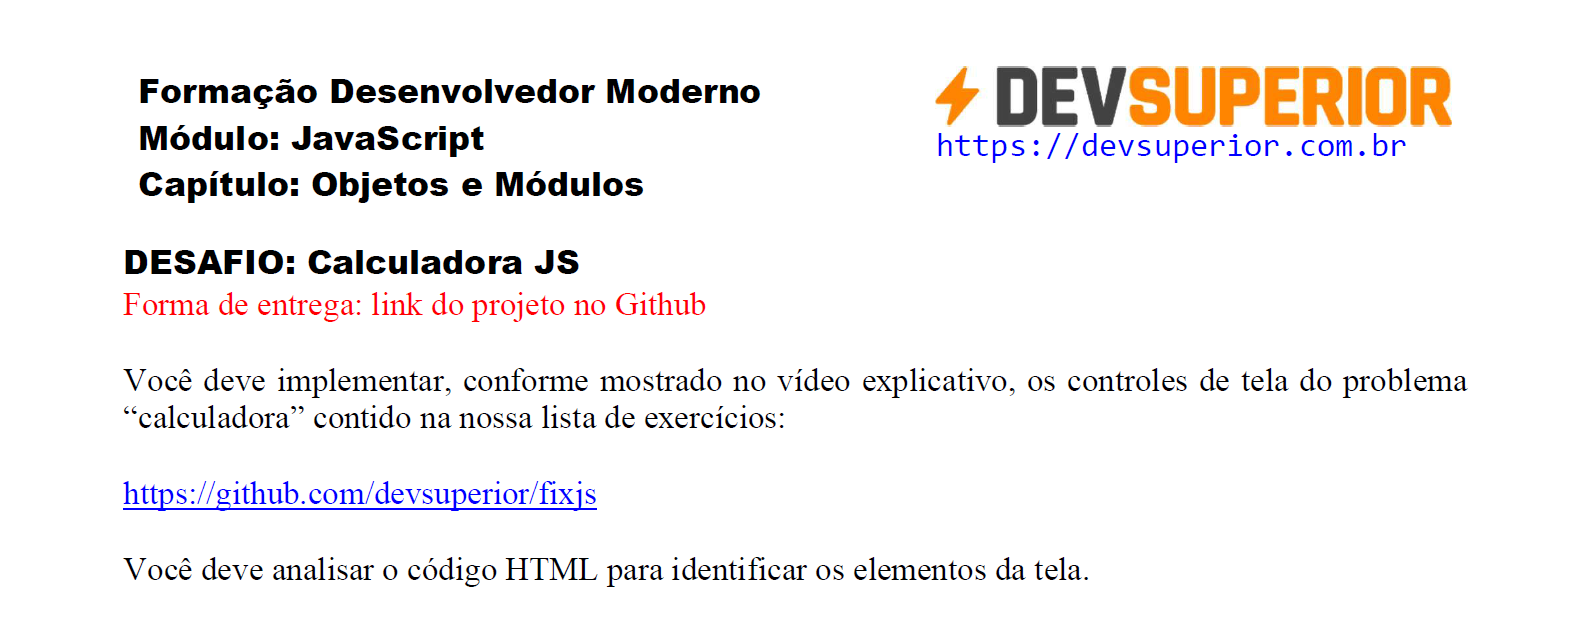 Formação Desenvolvedor Moderno
Módulo: JavaScript
Capítulo: Objetos e Módulos
DEVSUPERIOR
https://devsuperior.com.br
DESAFIO: Calculadora JS
Forma de entrega: link do projeto no Github
Você deve implementar, conforme mostrado no vídeo explicativo, os controles de tela do problema
“calculadora” contido na nossa lista de exercícios:
https://github.com/devsuperior/fixjs
Você deve analisar o código HTML para identificar os elementos da tela.